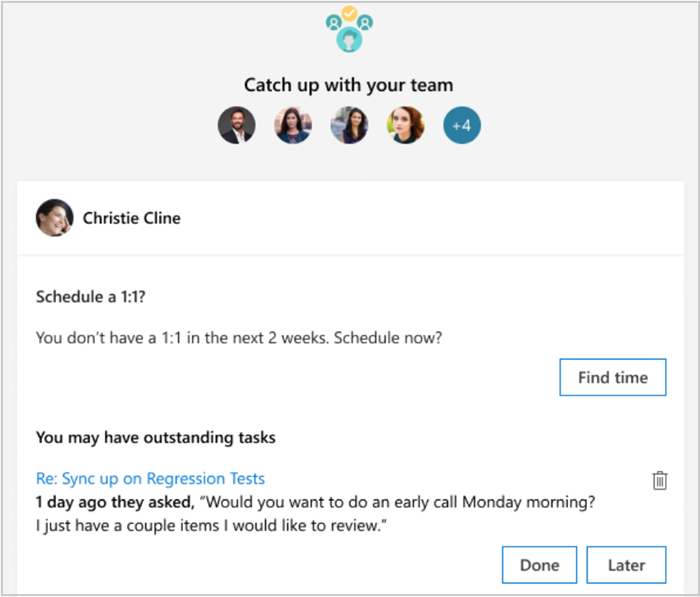 Catch up with your team
+4
Christie Cline
Schedule a 1:1?
You don’t have a 1:1 in the next 2 weeks. Schedule now?
Find time
You may have outstanding tasks
Re: Sync up on Regression Tests
1 day ago they asked, “Would you want to do an early call Monday morning?
I just have a couple items I would like to review.”
Done
Later